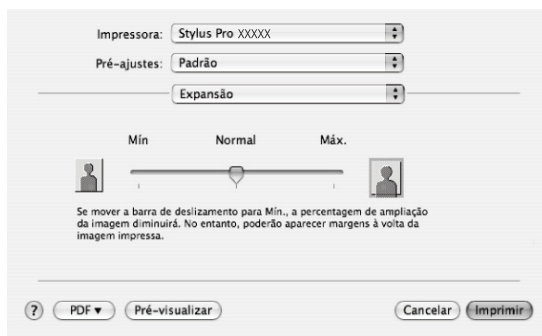 Impressora: Stylus Pro XXXXX
Pré-ajustes: Padrão
Expansão
Mín Normal Máx.
Se mover a barra de deslizamento para Mín., a percentagem de ampliação
da imagem diminuirá. No entanto, poderão aparecer margens à volta da
imagem impressa.
? PDF▼ Pré-visualizar Cancelar Imprimir